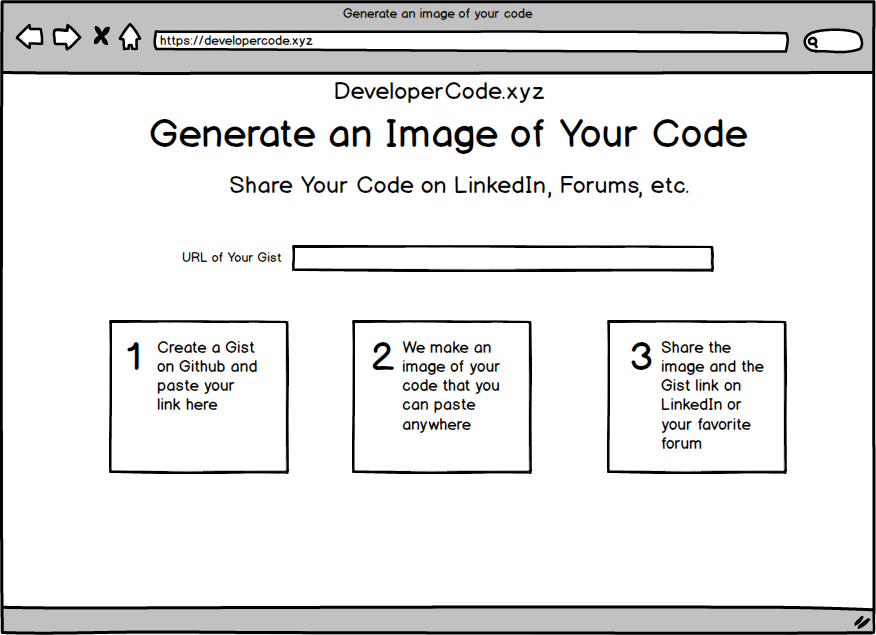 Generate an image of your code
https://developercode.xyz
DeveloperCode.xyz
Generate an Image of Your Code
Share Your Code on LinkedIn, Forums, etc.
URL of Your Gist
1
Create a Gist
on Github and
paste your
link here
2
We make an
image of your
code that you
can paste
anywhere
3
Share the
image and the
Gist link on
LinkedIn or
your favorite
forum